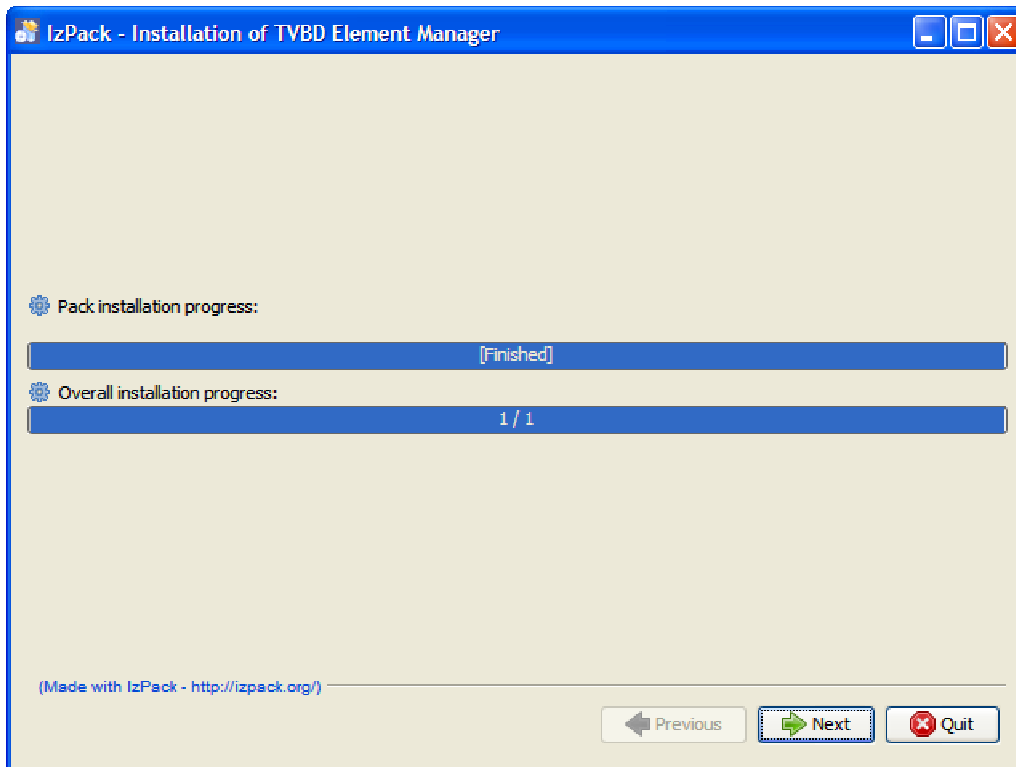 IzPack - Installation of TVBD Element Manager
Pack installation progress:
[Finished]
Overall installation progress:
1 / 1
(Made with IzPack - http://izpack.org/)
Previous Next Quit